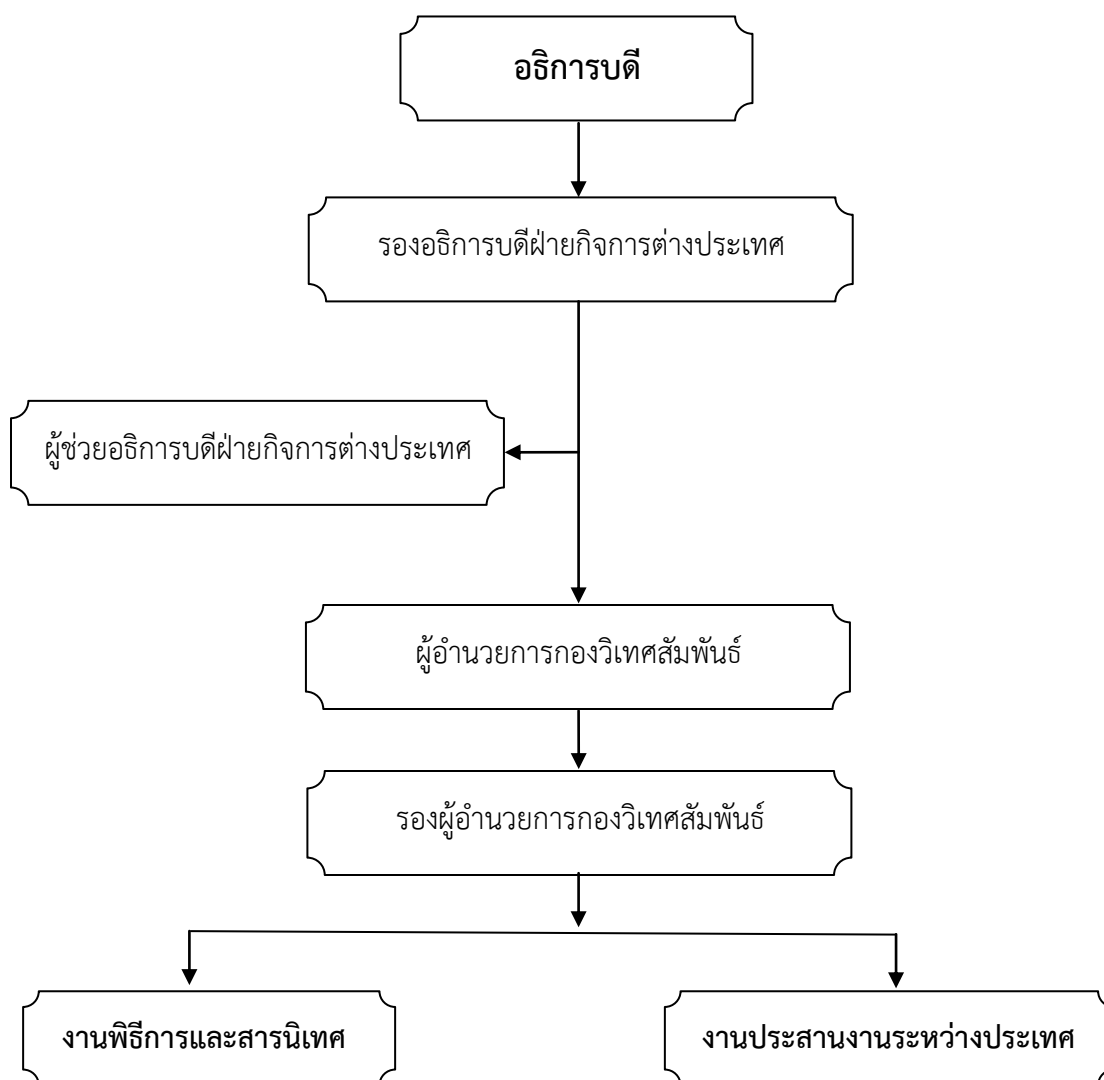 อธิการบดี
รองอธิการบดีฝ่ายกิจการต่างประเทศ
ผู้ช่วยอธิการบดีฝ่ายกิจการต่างประเทศ
ผู้อำนวยการกองวิเทศสัมพันธ์
รองผู้อำนวยการกองวิเทศสัมพันธ์
งานพิธีการและสารนิเทศ
งานประสานงานระหว่างประเทศ